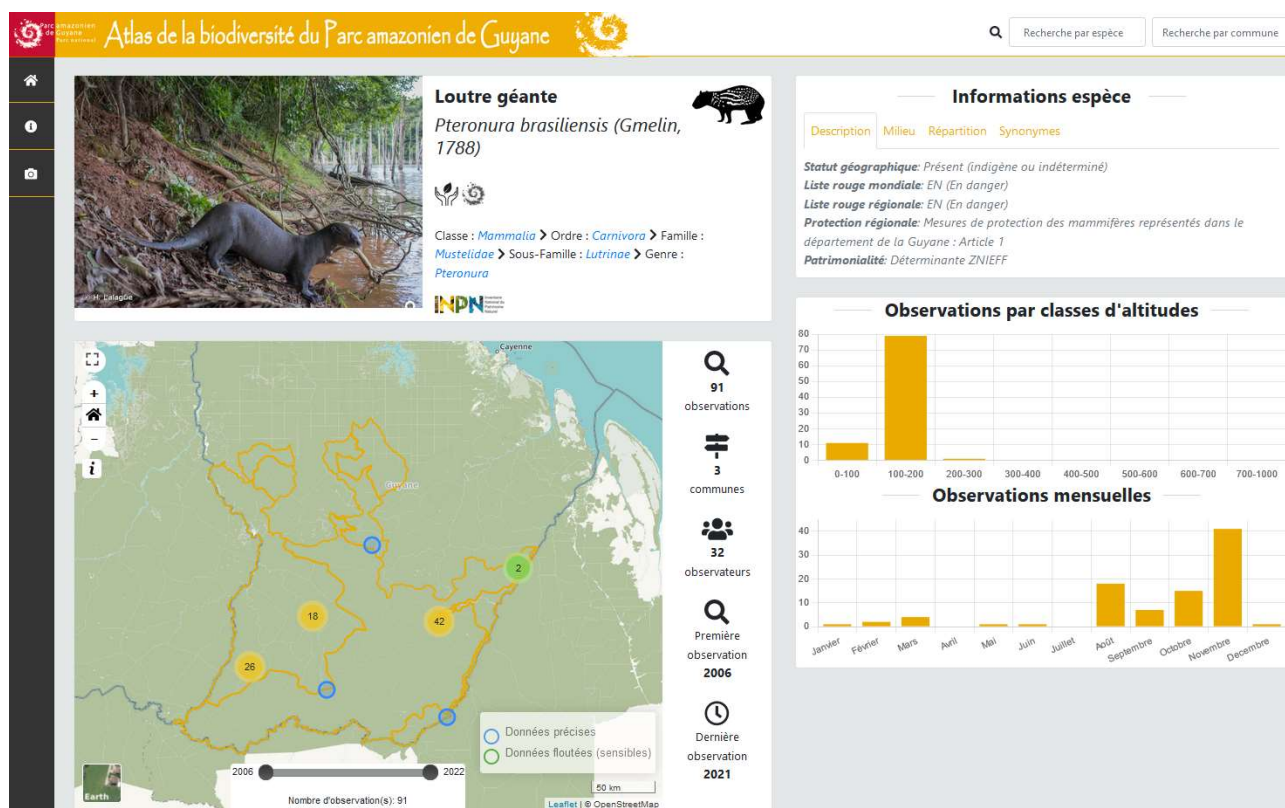 Parc amazonien
de Guyane
Parc national
Atlas de la biodiversité du Parc amazonien de Guyane
Recherche par espèce
Recherche par commune
H. Lalagüe
Loutre géante
Pteronura brasiliensis (Gmelin,
1788)
Classe : Mammalia > Ordre : Carnivora > Famille :
Mustelidae > Sous-Famille : Lutrinae > Genre :
Pteronura
INPN
Informations espèce
Description Milieu Répartition Synonymes
Statut géographique: Présent (indigène ou indéterminé)
Liste rouge mondiale: EN (En danger)
Liste rouge régionale: EN (En danger)
Protection régionale: Mesures de protection des mammifères représentés dans le
département de la Guyane : Article 1
Patrimonialité: Déterminante ZNIEFF
Cayenne
Guyane
+
−
i
2
18
42
26
Données précises
Données floutées (sensibles)
2006
2022
Nombre d'observation(s): 91
50 km
Leaflet | © OpenStreetMap
Earth
91
observations
3
communes
32
observateurs
Première
observation
2006
Dernière
observation
2021
Observations par classes d'altitudes
80
70
60
50
40
30
20
10
0
0-100 100-200 200-300 300-400 400-500 500-600 600-700 700-1000
Observations mensuelles
40
30
20
10
0
Janvier Février Mars Avril Mai Juin Juillet Août Septembre Octobre Novembre Decembre